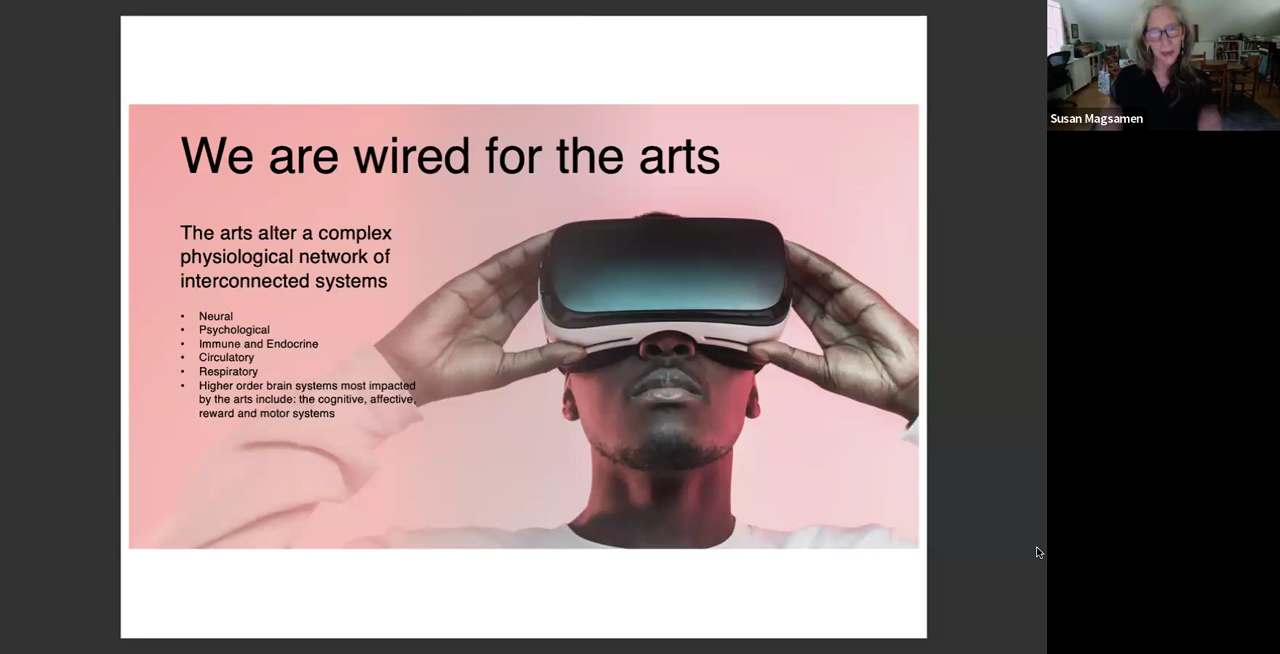 We are wired for the arts
The arts alter a complex
physiological network of
interconnected systems
• Neural
• Psychological
• Immune and Endocrine
• Circulatory
• Respiratory
• Higher order brain systems most impacted
by the arts include: the cognitive, affective,
reward and motor systems
Susan Magsamen